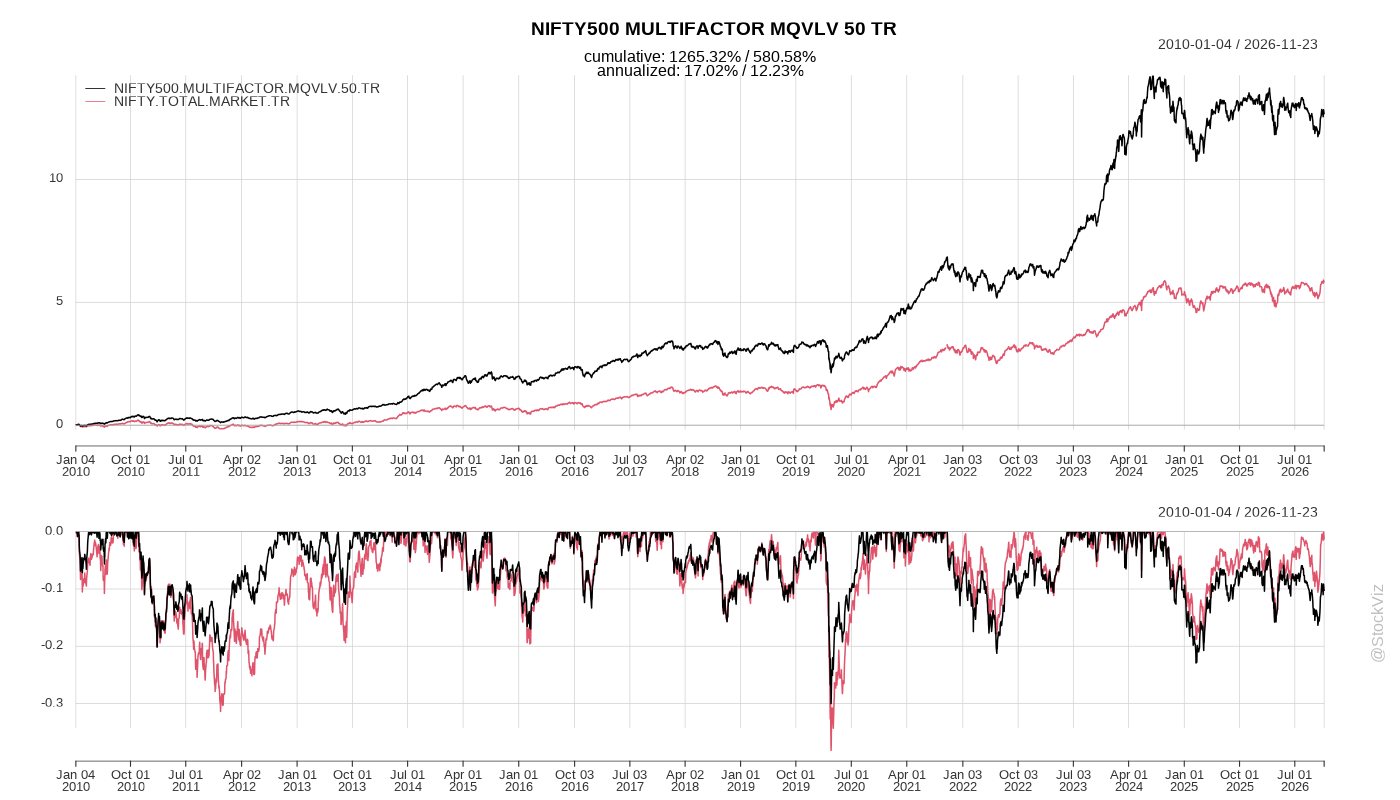 NIFTY500 MULTIFACTOR MQVLV 50 TR
2010-01-04 / 2026-11-23
cumulative: 1265.32% / 580.58%
annualized: 17.02% / 12.23%
NIFTY500.MULTIFACTOR.MQVLV.50.TR
NIFTY.TOTAL.MARKET.TR
10
5
0
Jan 04 Oct 01 Jul 01 Apr 02 Jan 01 Oct 01 Jul 01 Apr 01 Jan 01 Oct 03 Jul 03 Apr 02 Jan 01 Oct 01 Jul 01 Apr 01 Jan 03 Oct 03 Jul 03 Apr 01 Jan 01 Oct 01 Jul 01
2010 2010 2011 2012 2013 2013 2014 2015 2016 2016 2017 2018 2019 2019 2020 2021 2022 2022 2023 2024 2025 2025 2026
2010-01-04 / 2026-11-23
0.0
-0.1
-0.2
-0.3
Jan 04 Oct 01 Jul 01 Apr 02 Jan 01 Oct 01 Jul 01 Apr 01 Jan 01 Oct 03 Jul 03 Apr 02 Jan 01 Oct 01 Jul 01 Apr 01 Jan 03 Oct 03 Jul 03 Apr 01 Jan 01 Oct 01 Jul 01
2010 2010 2011 2012 2013 2013 2014 2015 2016 2016 2017 2018 2019 2019 2020 2021 2022 2022 2023 2024 2025 2025 2026
@StockViz